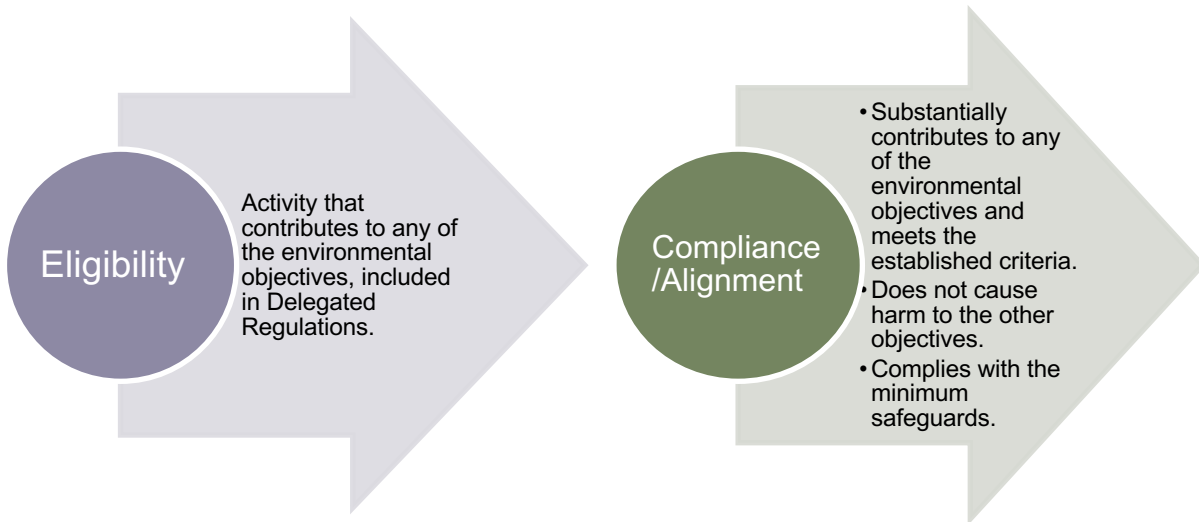 Eligibility
Activity that
contributes to any of
the environmental
objectives, included
in Delegated
Regulations.
Compliance
/Alignment
• Substantially
contributes to any
of the
environmental
objectives and
meets the
established criteria.
• Does not cause
harm to the other
objectives.
• Complies with the
minimum
safeguards.